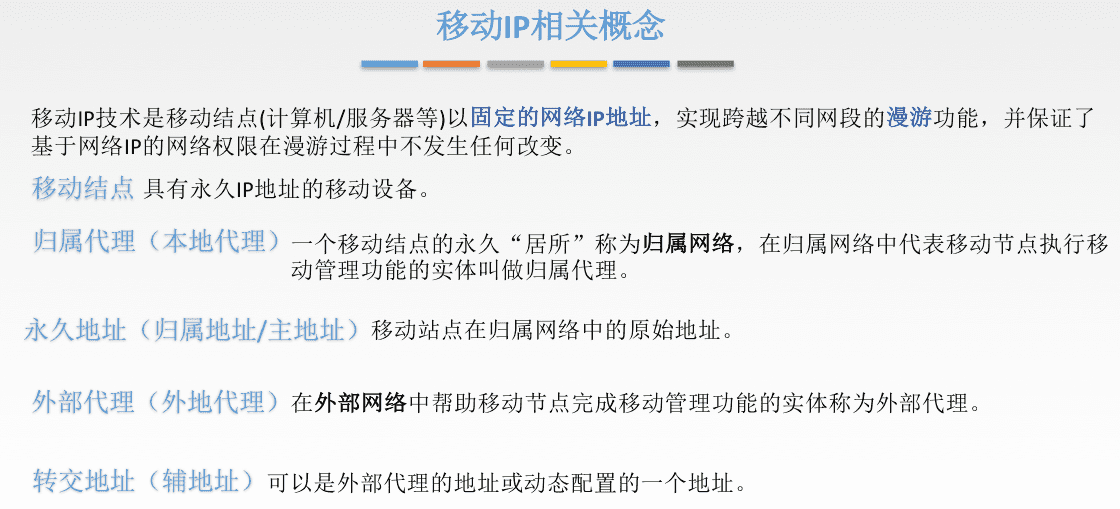 移动IP相关概念
移动IP技术是移动结点(计算机/服务器等)以固定的网络IP地址，实现跨越不同网段的漫游功能，并保证了
基于网络IP的网络权限在漫游过程中不发生任何改变。
移动结点 具有永久IP地址的移动设备。
归属代理（本地代理）一个移动结点的永久“居所”称为归属网络，在归属网络中代表移动节点执行移
动管理功能的实体叫做归属代理。
永久地址（归属地址/主地址）移动站点在归属网络中的原始地址。
外部代理（外地代理）在外部网络中帮助移动节点完成移动管理功能的实体称为外部代理。
转交地址（辅地址）可以是外部代理的地址或动态配置的一个地址。